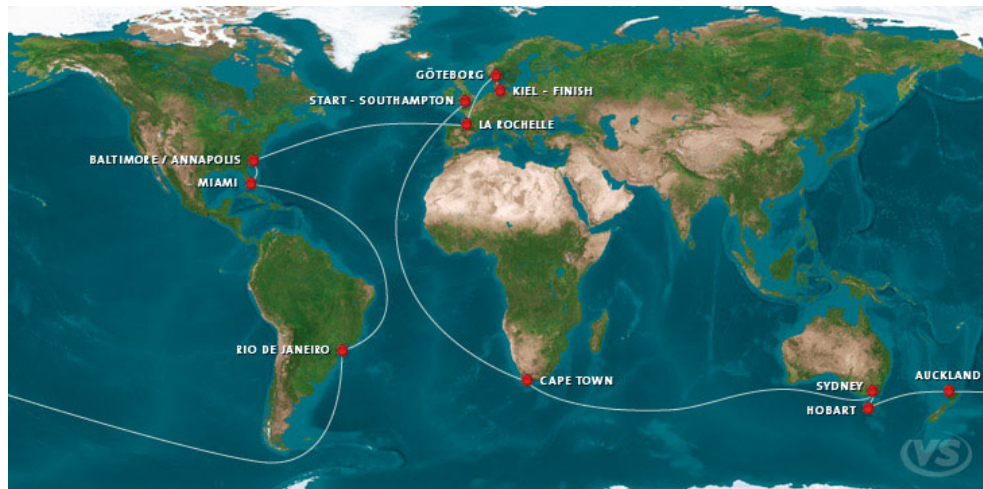 GÖTEBORG
KIEL - FINISH
START - SOUTHAMPTON
LA ROCHELLE
BALTIMORE / ANNAPOLIS
MIAMI
RIO DE JANEIRO
CAPE TOWN
AUCKLAND
SYDNEY
HOBART
VS